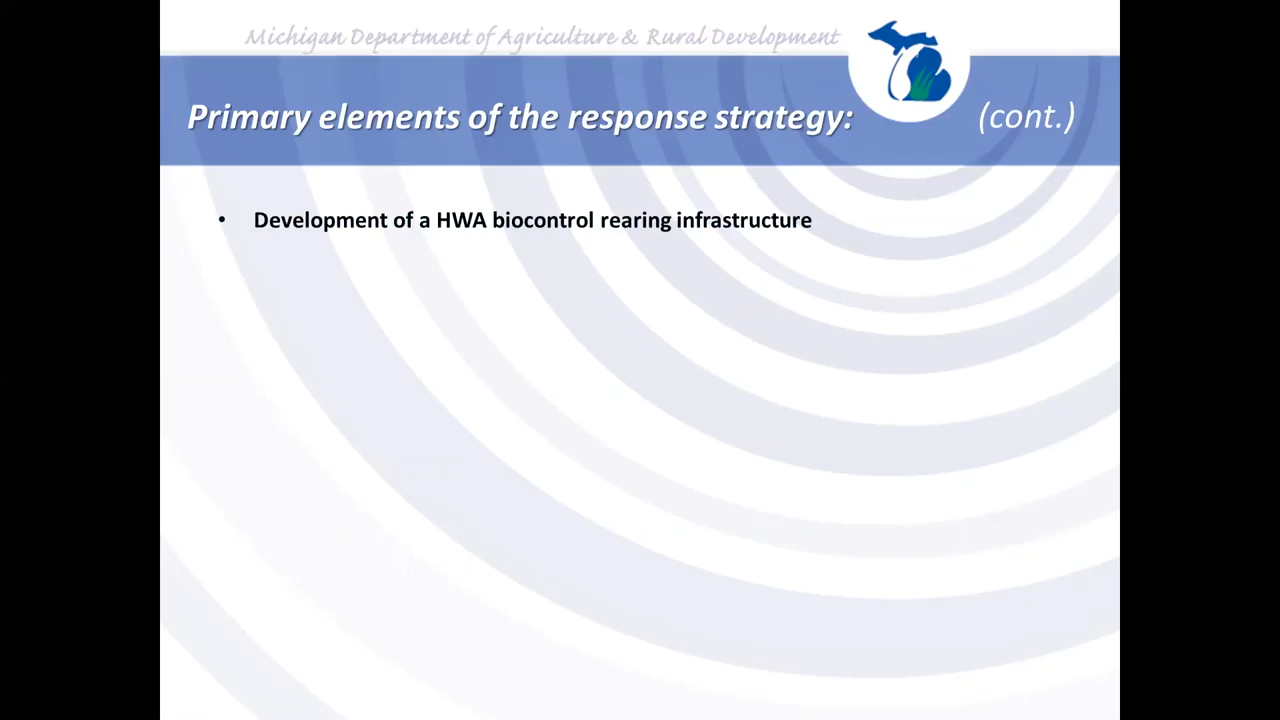 Michigan Department of Agriculture & Rural Development
Primary elements of the response strategy: (cont.)
• Development of a HWA biocontrol rearing infrastructure